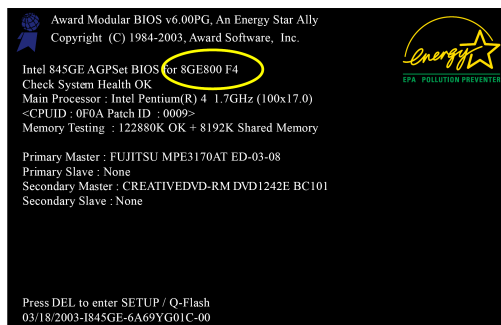 Award Modular BIOS v6.00PG, An Energy Star Ally
Copyright (C) 1984-2003, Award Software, Inc.
energy
EPA POLLUTION PREVENTER
Intel 845GE AGPSet BIOS for 8GE800 F4
Check System Health OK
Main Processor : Intel Pentium(R) 4 1.7GHz (100x17.0)
<CPUID : 0F0A Patch ID : 0009>
Memory Testing : 122880K OK + 8192K Shared Memory
Primary Master : FUJITSU MPE3170AT ED-03-08
Primary Slave : None
Secondary Master : CREATIVEDVD-RM DVD1242E BC101
Secondary Slave : None
Press DEL to enter SETUP / Q-Flash
03/18/2003-I845GE-6A69YG01C-00